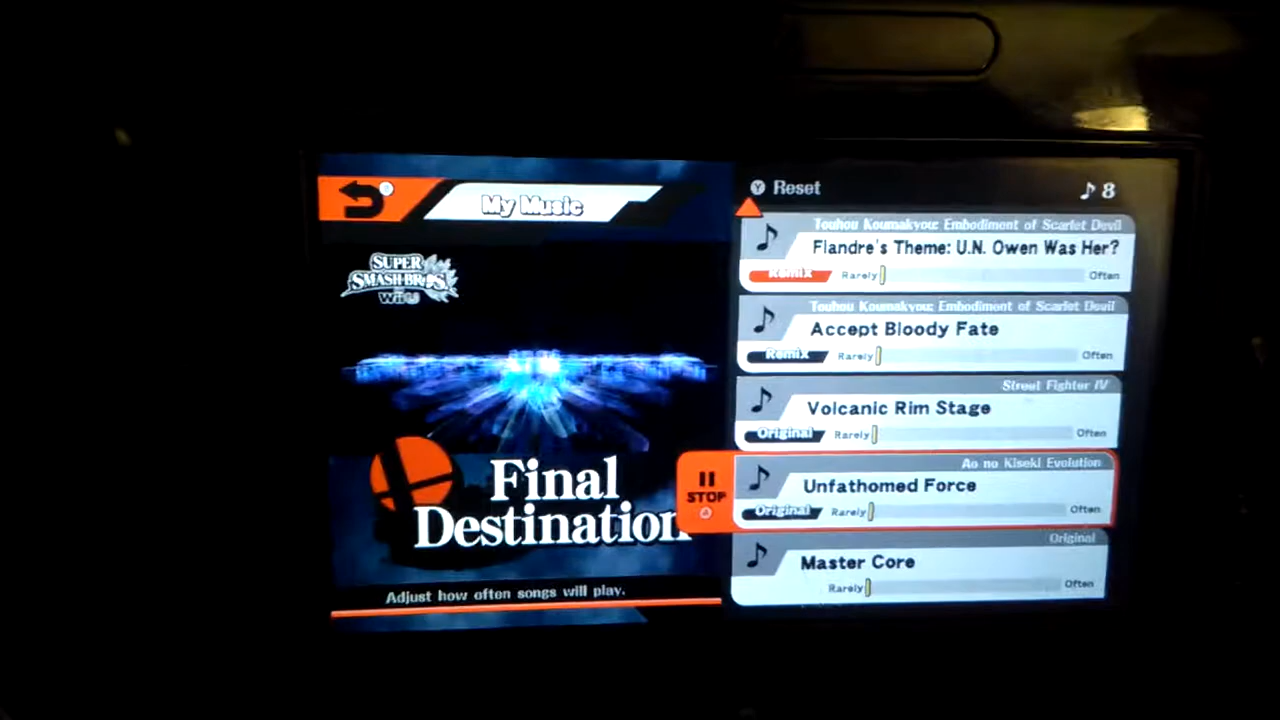 My Music
SUPER
SMASH BROS.
Wii U
Final
Destination
Adjust how often songs will play.
Y Reset
♪ 8
Touhou Koumakyou: Embodiment of Scarlet Devil
Flandre's Theme: U.N. Owen Was Her?
Remix Rarely Often
Touhou Koumakyou: Embodiment of Scarlet Devil
Accept Bloody Fate
Remix Rarely Often
Street Fighter IV
Volcanic Rim Stage
Original Rarely Often
STOP
Ao no Kiseki Evolution
Unfathomed Force
Original Rarely Often
Original
Master Core
Rarely Often